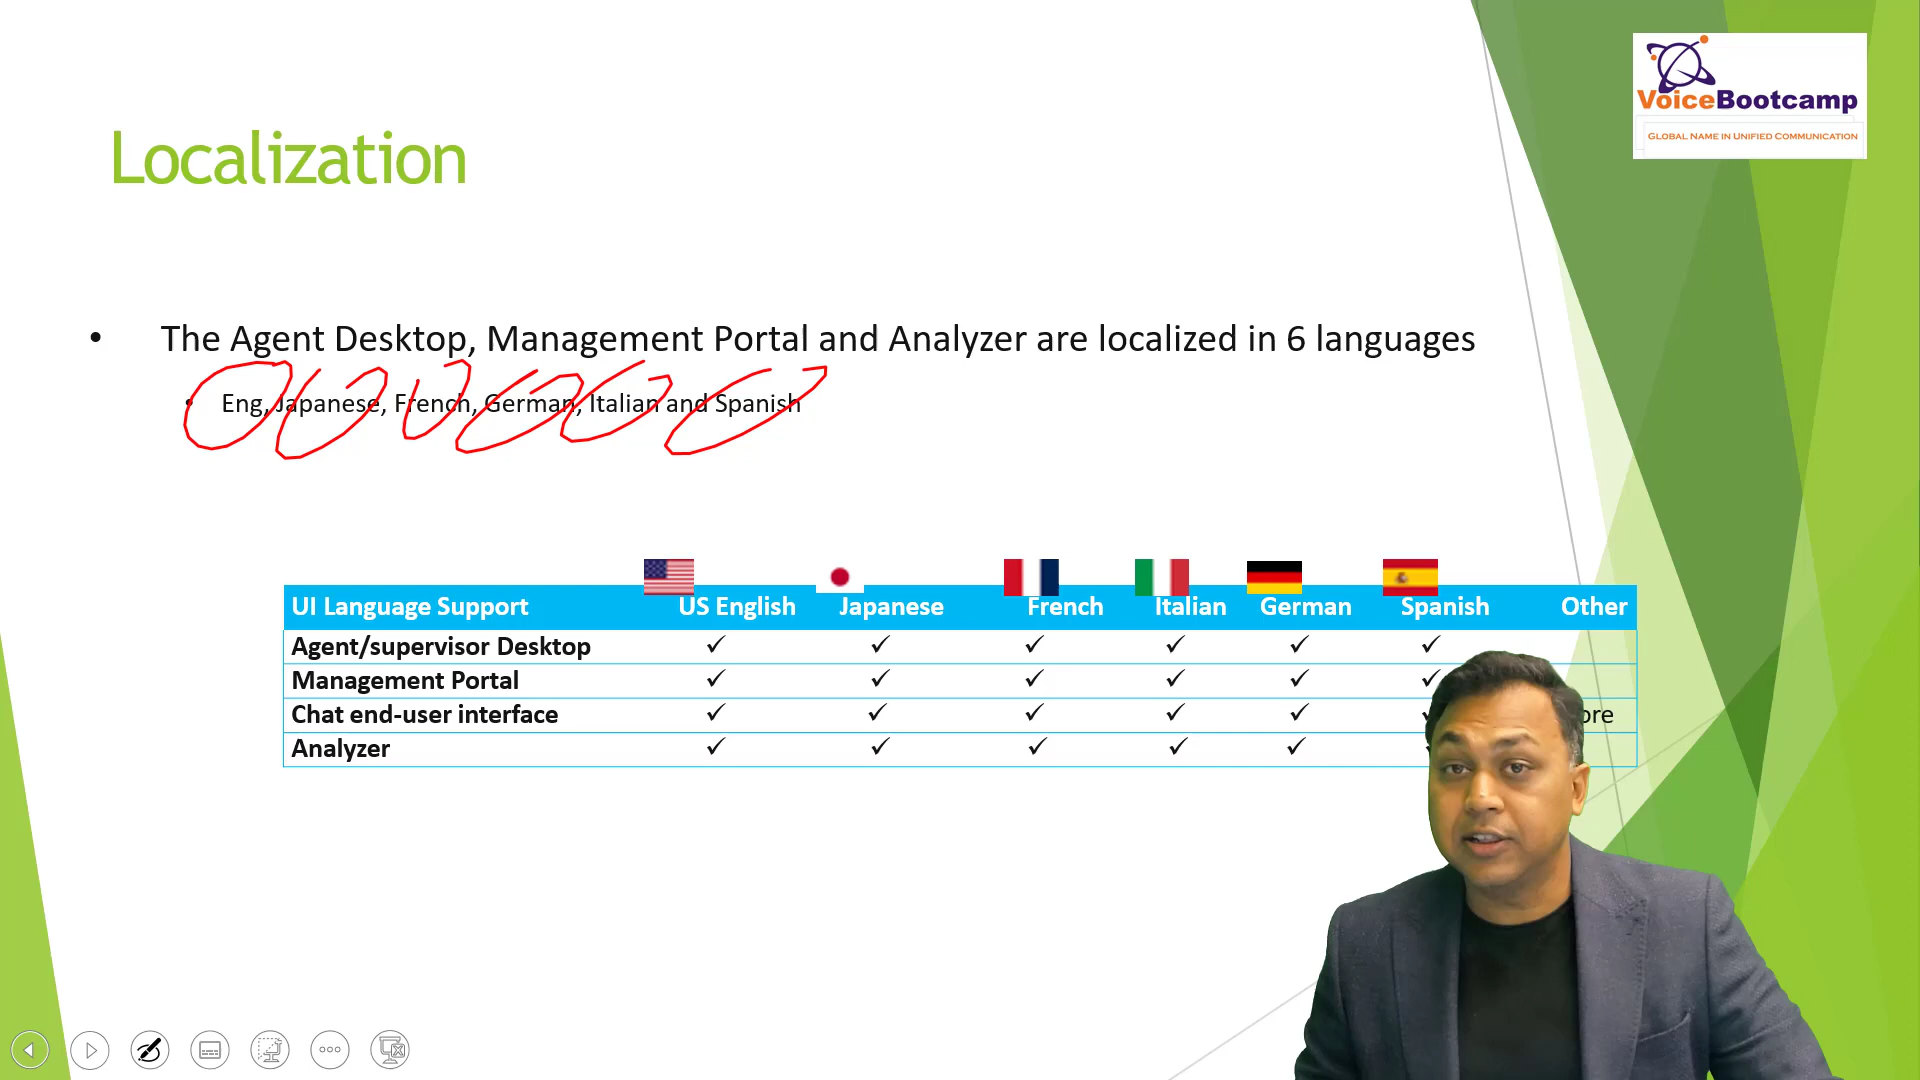 VoiceBootcamp
GLOBAL NAME IN UNIFIED COMMUNICATION
Localization
• The Agent Desktop, Management Portal and Analyzer are localized in 6 languages
• Eng, Japanese, French, German, Italian and Spanish
UI Language Support US English Japanese French Italian German Spanish Other
Agent/supervisor Desktop ✓ ✓ ✓ ✓ ✓ ✓
Management Portal ✓ ✓ ✓ ✓ ✓ ✓
Chat end-user interface ✓ ✓ ✓ ✓ ✓ ✓
Analyzer ✓ ✓ ✓ ✓ ✓ ✓